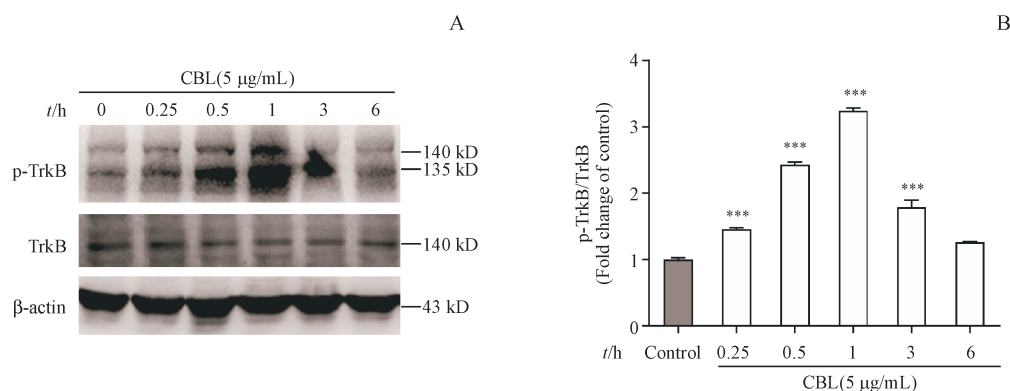 A
CBL(5 μg/mL)
t/h 0 0.25 0.5 1 3 6
p-TrkB
140 kD
135 kD
TrkB
140 kD
β-actin
43 kD
B
p-TrkB/TrkB
(Fold change of control)
4
3
2
1
0
***
***
***
***
t/h Control 0.25 0.5 1 3 6
CBL(5 μg/mL)